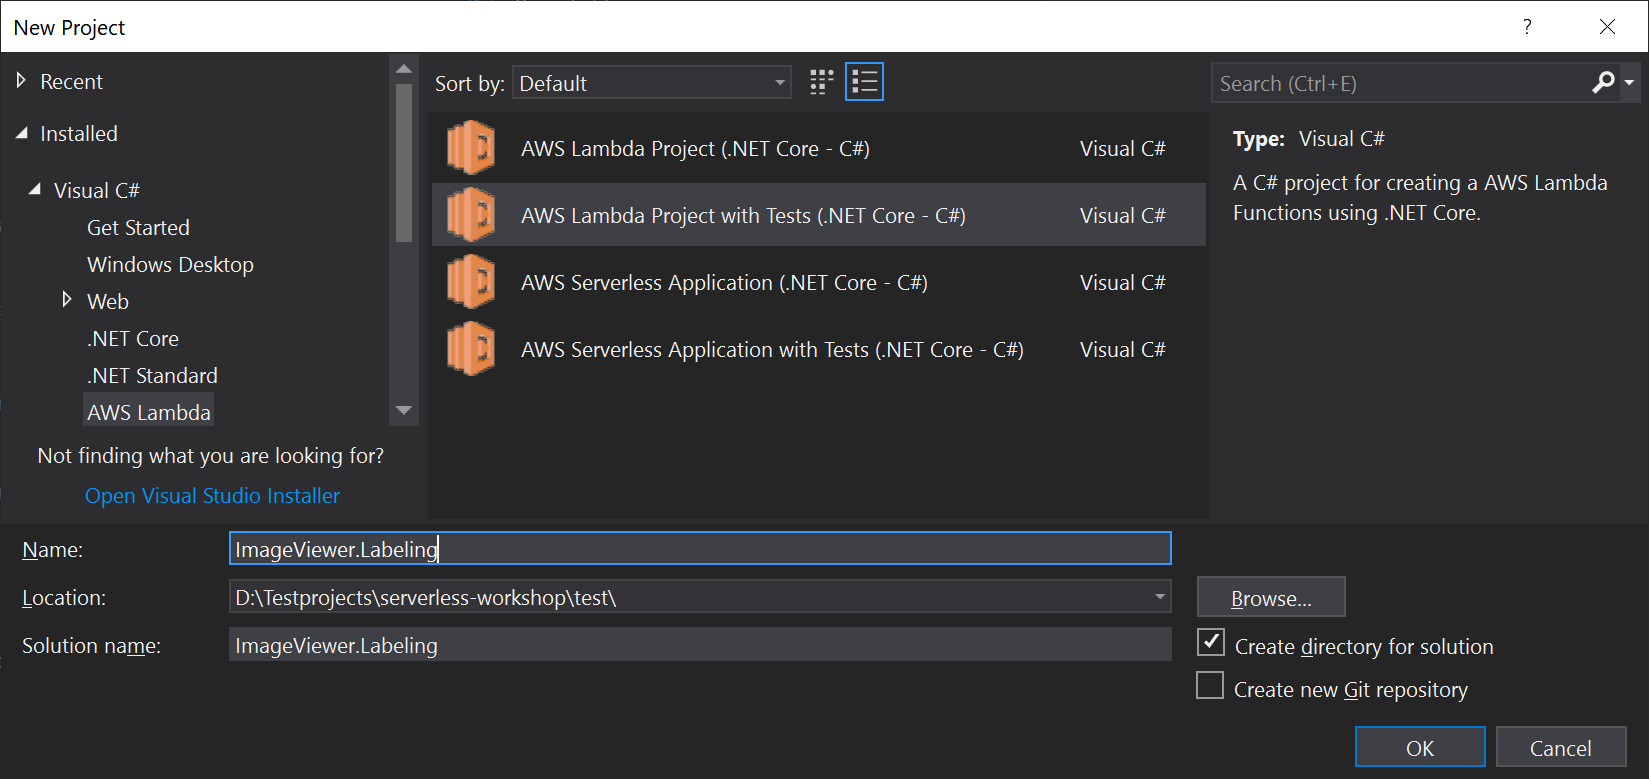 New Project
?
Recent
Installed
Visual C#
Get Started
Windows Desktop
Web
.NET Core
.NET Standard
AWS Lambda
Not finding what you are looking for?
Open Visual Studio Installer
Sort by: Default
AWS Lambda Project (.NET Core - C#) Visual C#
AWS Lambda Project with Tests (.NET Core - C#) Visual C#
AWS Serverless Application (.NET Core - C#) Visual C#
AWS Serverless Application with Tests (.NET Core - C#) Visual C#
Search (Ctrl+E)
Type: Visual C#
A C# project for creating a AWS Lambda
Functions using .NET Core.
Name: ImageViewer.Labeling
Location: D:\Testprojects\serverless-workshop\test\
Browse...
Solution name: ImageViewer.Labeling
Create directory for solution
Create new Git repository
OK Cancel